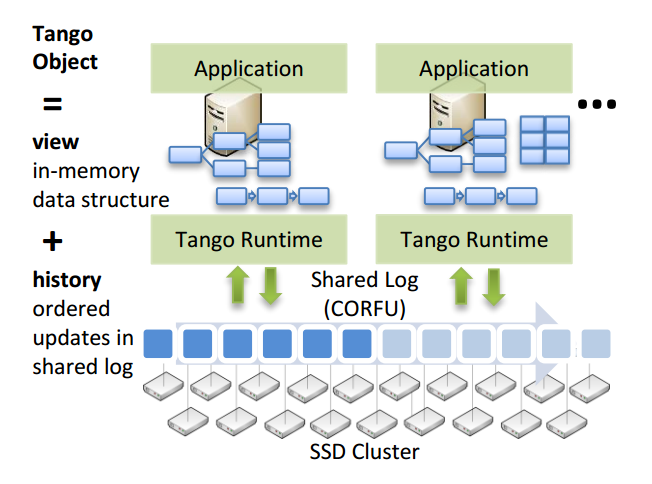 Tango
Object
=
view
in-memory
data structure
+
history
ordered
updates in
shared log
Application
Application
...
Tango Runtime
Tango Runtime
Shared Log
(CORFU)
SSD Cluster